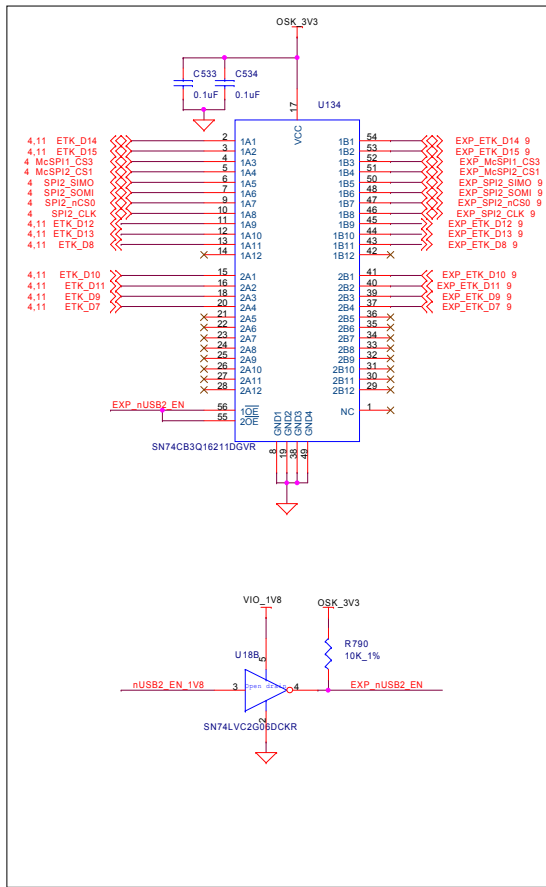 OSK_3V3
C533 C534
0.1uF 0.1uF
17 U134
VCC
4,11 ETK_D14 2 1A1 1B1 54 EXP_ETK_D14 9
4,11 ETK_D15 3 1A2 1B2 53 EXP_ETK_D15 9
4 McSPI1_CS3 4 1A3 1B3 52 EXP_McSPI1_CS3
4 McSPI2_CS1 5 1A4 1B4 51 EXP_McSPI2_CS1
4 SPI2_SIMO 6 1A5 1B5 50 EXP_SPI2_SIMO 9
4 SPI2_SOMI 7 1A6 1B6 48 EXP_SPI2_SOMI 9
4 SPI2_nCS0 9 1A7 1B7 47 EXP_SPI2_nCS0 9
4 SPI2_CLK 10 1A8 1B8 46 EXP_SPI2_CLK 9
4,11 ETK_D12 11 1A9 1B9 45 EXP_ETK_D12 9
4,11 ETK_D13 12 1A10 1B10 44 EXP_ETK_D13 9
4,11 ETK_D8 13 1A11 1B11 43 EXP_ETK_D8 9
14 1A12 1B12 42
4,11 ETK_D10 15 2A1 2B1 41 EXP_ETK_D10 9
4,11 ETK_D11 16 2A2 2B2 40 EXP_ETK_D11 9
4,11 ETK_D9 18 2A3 2B3 39 EXP_ETK_D9 9
4,11 ETK_D7 20 2A4 2B4 37 EXP_ETK_D7 9
21 2A5 2B5 36
22 2A6 2B6 35
23 2A7 2B7 34
24 2A8 2B8 33
25 2A9 2B9 32
26 2A10 2B10 31
27 2A11 2B11 30
28 2A12 2B12 29
EXP_nUSB2_EN 56 1OE NC 1
55 2OE
GND1 GND2 GND3 GND4
SN74CB3Q16211DGVR
8 19 38 49
VIO_1V8 OSK_3V3
U18B R790
5 10K_1%
nUSB2_EN_1V8 3 Open drain 4 EXP_nUSB2_EN
2
SN74LVC2G06DCKR